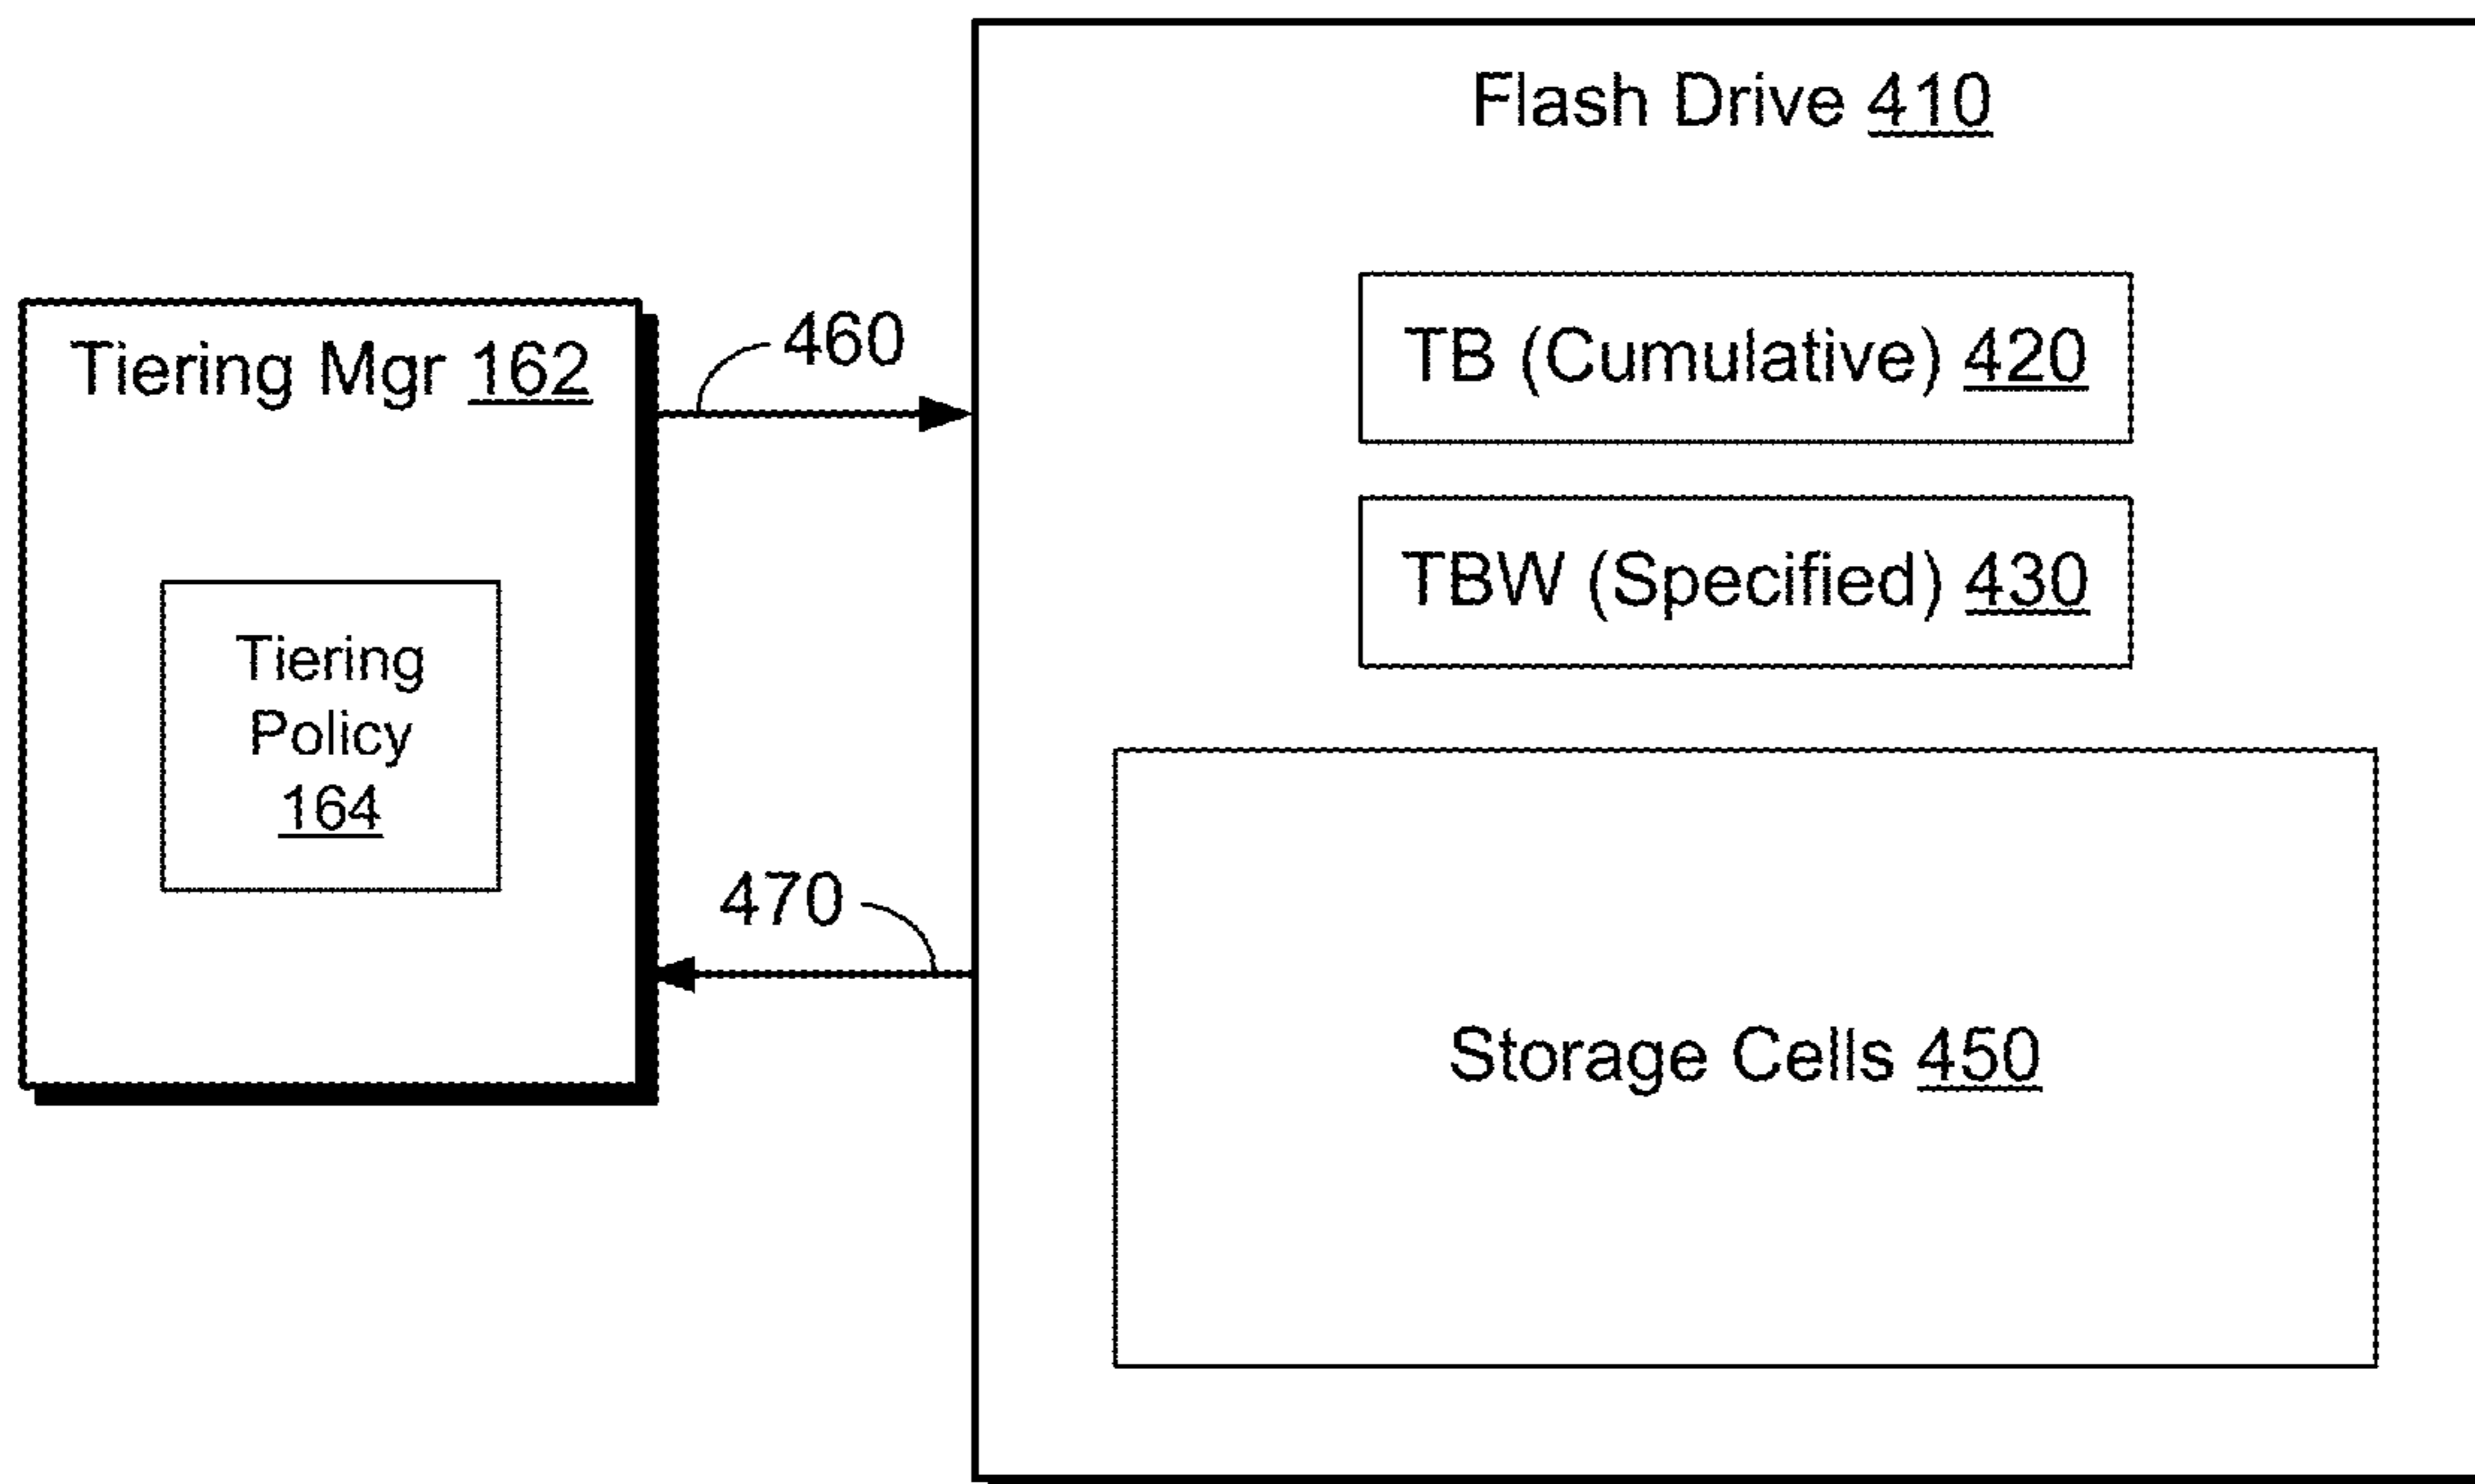 Flash Drive 410
TB (Cumulative) 420
TBW (Specified) 430
Storage Cells 450
Tiering Mgr 162
Tiering
Policy
164
460
470